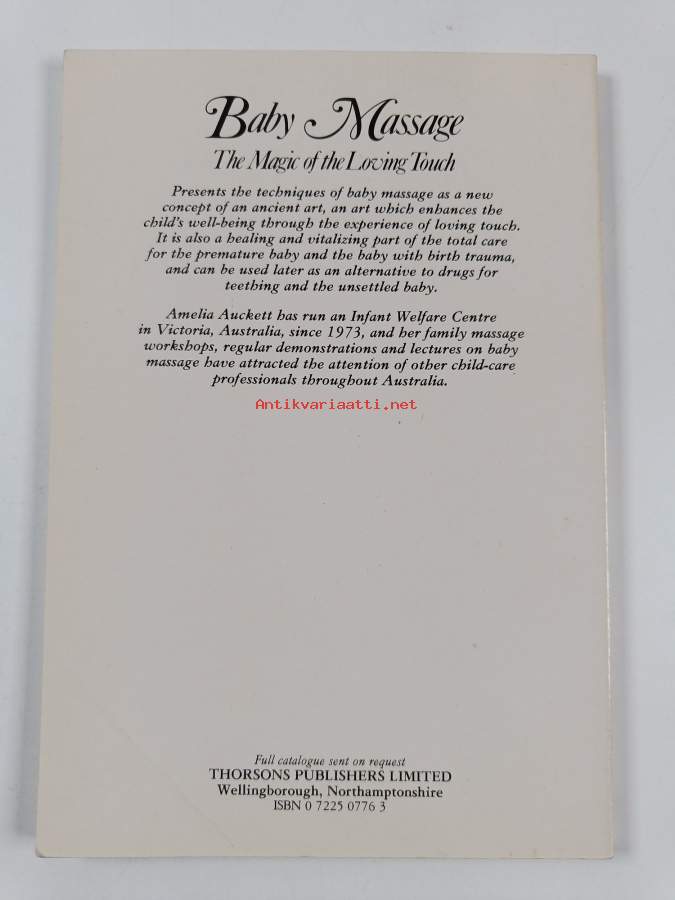 Baby Massage
The Magic of the Loving Touch
Presents the techniques of baby massage as a new
concept of an ancient art, an art which enhances the
child's well-being through the experience of loving touch.
It is also a healing and vitalizing part of the total care
for the premature baby and the baby with birth trauma,
and can be used later as an alternative to drugs for
teething and the unsettled baby.
Amelia Auckett has run an Infant Welfare Centre
in Victoria, Australia, since 1973, and her family massage
workshops, regular demonstrations and lectures on baby
massage have attracted the attention of other child-care
professionals throughout Australia.
Antikvariaatti.net
Full catalogue sent on request
THORSONS PUBLISHERS LIMITED
Wellingborough, Northamptonshire
ISBN 0 7225 0776 3